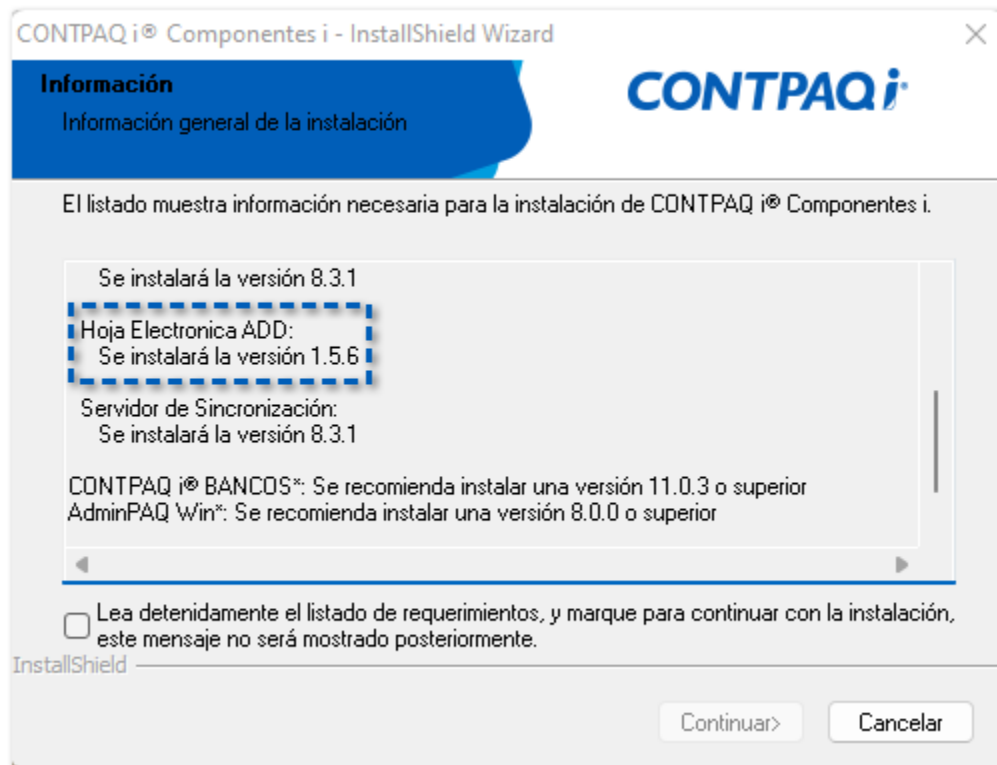 CONTPAQ i® Componentes i - InstallShield Wizard
Información
CONTPAQ i®
Información general de la instalación
El listado muestra información necesaria para la instalación de CONTPAQ i® Componentes i.
Se instalará la versión 8.3.1
Hoja Electronica ADD:
Se instalará la versión 1.5.6
Servidor de Sincronización:
Se instalará la versión 8.3.1
CONTPAQ i® BANCOS*: Se recomienda instalar una versión 11.0.3 o superior
AdminPAQ Win*: Se recomienda instalar una versión 8.0.0 o superior
Lea detenidamente el listado de requerimientos, y marque para continuar con la instalación,
este mensaje no será mostrado posteriormente.
InstallShield
Continuar>
Cancelar